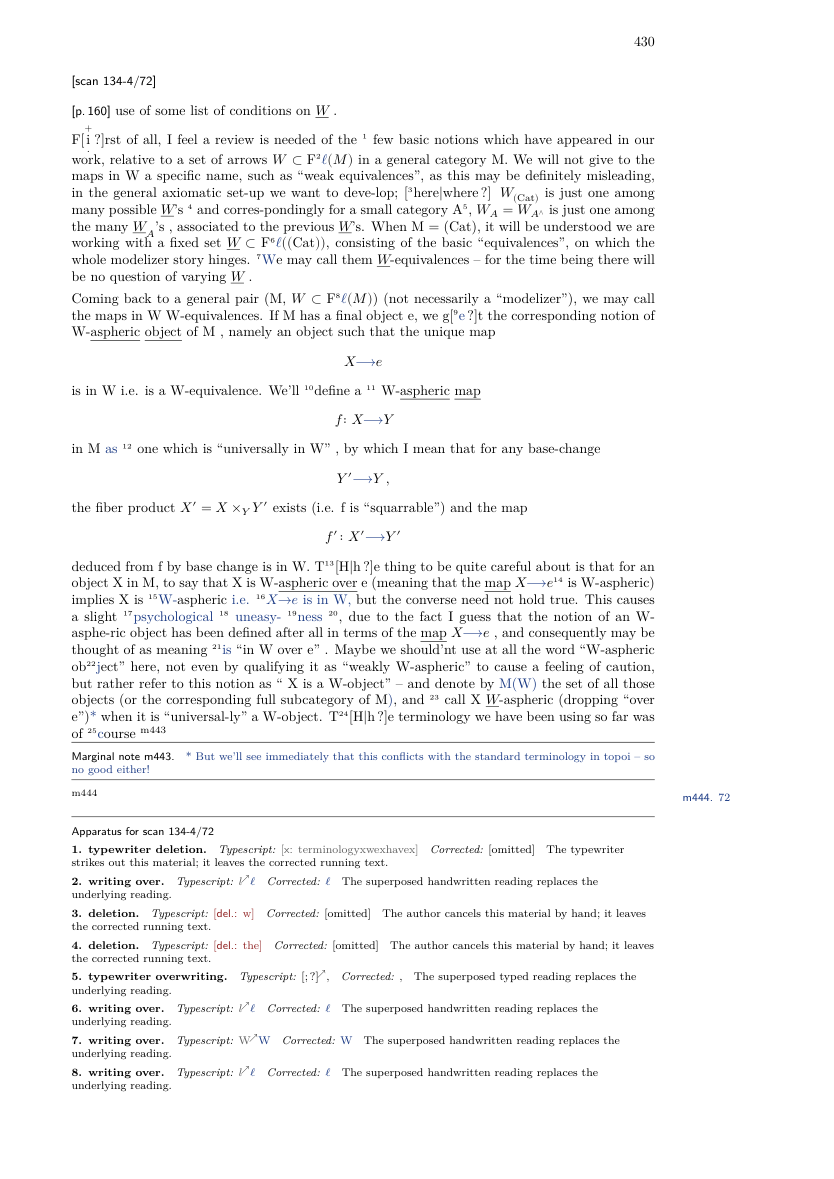 430
[scan 134-4/72]
[p. 160] use of some list of conditions on W .
F[i ?]rst of all, I feel a review is needed of the ¹ few basic notions which have appeared in our
work, relative to a set of arrows W ⊂ F²ℓ(M) in a general category M. We will not give to the
maps in W a specific name, such as “weak equivalences”, as this may be definitely misleading,
in the general axiomatic set-up we want to deve-lop; [³here|where ?] W_(Cat) is just one among
many possible W’s ⁴ and corres-pondingly for a small category A⁵, W_A = W_A^ is just one among
the many W_A’s , associated to the previous W’s. When M = (Cat), it will be understood we are
working with a fixed set W ⊂ F⁶ℓ((Cat)), consisting of the basic “equivalences”, on which the
whole modelizer story hinges. ⁷We may call them W-equivalences – for the time being there will
be no question of varying W .
Coming back to a general pair (M, W ⊂ F⁸ℓ(M)) (not necessarily a “modelizer”), we may call
the maps in W W-equivalences. If M has a final object e, we g[⁹e ?]t the corresponding notion of
W-aspheric object of M , namely an object such that the unique map
X⟶e
is in W i.e. is a W-equivalence. We’ll ¹⁰define a ¹¹ W-aspheric map
f: X⟶Y
in M as ¹² one which is “universally in W” , by which I mean that for any base-change
Y′⟶Y ,
the fiber product X′ = X ×_Y Y′ exists (i.e. f is “squarrable”) and the map
f′: X′⟶Y′
deduced from f by base change is in W. T¹³[H|h ?]e thing to be quite careful about is that for an
object X in M, to say that X is W-aspheric over e (meaning that the map X⟶e¹⁴ is W-aspheric)
implies X is ¹⁵W-aspheric i.e. ¹⁶X→e is in W, but the converse need not hold true. This causes
a slight ¹⁷psychological ¹⁸ uneasy- ¹⁹ness ²⁰, due to the fact I guess that the notion of an W-
asphe-ric object has been defined after all in terms of the map X⟶e , and consequently may be
thought of as meaning ²¹is “in W over e” . Maybe we should’nt use at all the word “W-aspheric
ob²²ject” here, not even by qualifying it as “weakly W-aspheric” to cause a feeling of caution,
but rather refer to this notion as “ X is a W-object” – and denote by M(W) the set of all those
objects (or the corresponding full subcategory of M), and ²³ call X W-aspheric (dropping “over
e”)* when it is “universal-ly” a W-object. T²⁴[H|h ?]e terminology we have been using so far was
of ²⁵course m443
Marginal note m443. * But we’ll see immediately that this conflicts with the standard terminology in topoi – so
no good either!
m444
m444. 72
Apparatus for scan 134-4/72
1. typewriter deletion. Typescript: [x: terminologyxwexhavex] Corrected: [omitted] The typewriter
strikes out this material; it leaves the corrected running text.
2. writing over. Typescript: l↗ℓ Corrected: ℓ The superposed handwritten reading replaces the
underlying reading.
3. deletion. Typescript: [del.: w] Corrected: [omitted] The author cancels this material by hand; it leaves
the corrected running text.
4. deletion. Typescript: [del.: the] Corrected: [omitted] The author cancels this material by hand; it leaves
the corrected running text.
5. typewriter overwriting. Typescript: [; ?]↗, Corrected: , The superposed typed reading replaces the
underlying reading.
6. writing over. Typescript: l↗ℓ Corrected: ℓ The superposed handwritten reading replaces the
underlying reading.
7. writing over. Typescript: W↗W Corrected: W The superposed handwritten reading replaces the
underlying reading.
8. writing over. Typescript: l↗ℓ Corrected: ℓ The superposed handwritten reading replaces the
underlying reading.